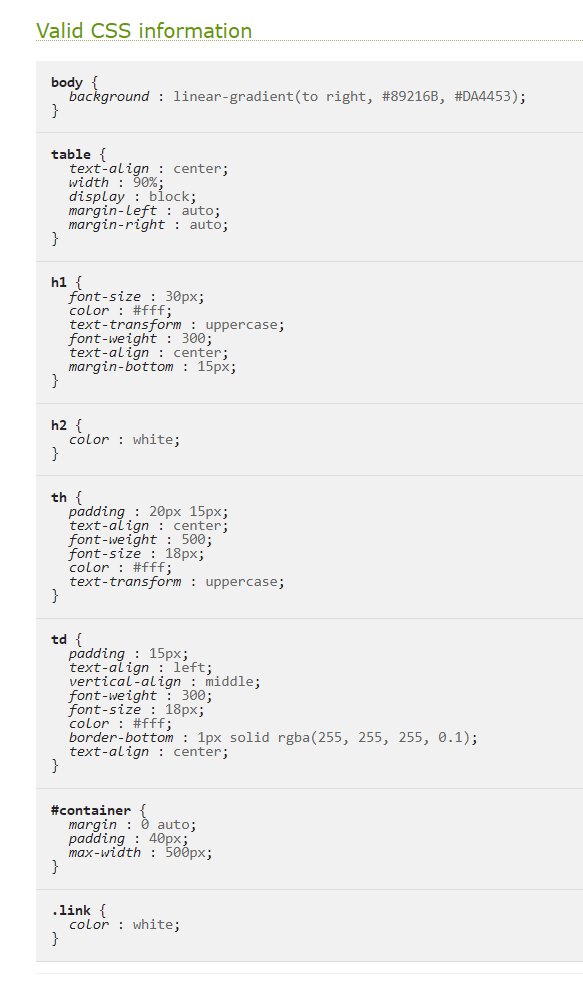 Valid CSS information
body {
background : linear-gradient(to right, #89216B, #DA4453);
}
table {
text-align : center;
width : 90%;
display : block;
margin-left : auto;
margin-right : auto;
}
h1 {
font-size : 30px;
color : #fff;
text-transform : uppercase;
font-weight : 300;
text-align : center;
margin-bottom : 15px;
}
h2 {
color : white;
}
th {
padding : 20px 15px;
text-align : center;
font-weight : 500;
font-size : 18px;
color : #fff;
text-transform : uppercase;
}
td {
padding : 15px;
text-align : left;
vertical-align : middle;
font-weight : 300;
font-size : 18px;
color : #fff;
border-bottom : 1px solid rgba(255, 255, 255, 0.1);
text-align : center;
}
#container {
margin : 0 auto;
padding : 40px;
max-width : 500px;
}
.link {
color : white;
}